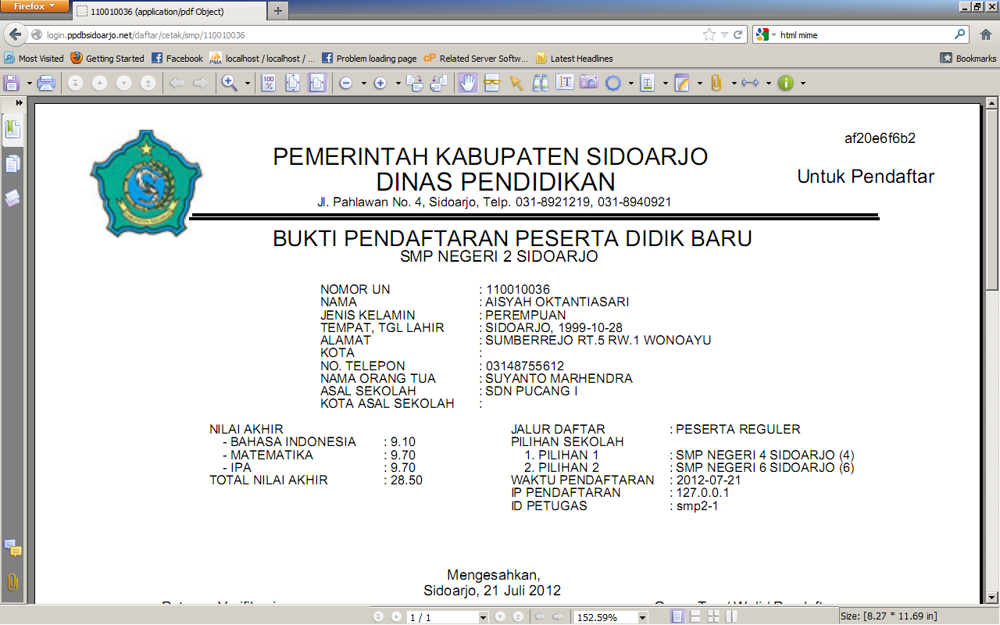 Firefox
110010036 (application/pdf Object)
login.ppdbsidoarjo.net/daftar/cetak/smp/110010036
html mime
Most Visited
Getting Started
Facebook
localhost / localhost / ...
Problem loading page
Related Server Softw...
Latest Headlines
Bookmarks
af20e6f6b2
PEMERINTAH KABUPATEN SIDOARJO
Untuk Pendaftar
DINAS PENDIDIKAN
Jl. Pahlawan No. 4, Sidoarjo, Telp. 031-8921219, 031-8940921
BUKTI PENDAFTARAN PESERTA DIDIK BARU
SMP NEGERI 2 SIDOARJO
NOMOR UN : 110010036
NAMA : AISYAH OKTANTIASARI
JENIS KELAMIN : PEREMPUAN
TEMPAT, TGL LAHIR : SIDOARJO, 1999-10-28
ALAMAT : SUMBERREJO RT.5 RW.1 WONOAYU
KOTA :
NO. TELEPON : 03148755612
NAMA ORANG TUA : SUYANTO MARHENDRA
ASAL SEKOLAH : SDN PUCANG I
KOTA ASAL SEKOLAH :
NILAI AKHIR
- BAHASA INDONESIA : 9.10
- MATEMATIKA : 9.70
- IPA : 9.70
TOTAL NILAI AKHIR : 28.50
JALUR DAFTAR : PESERTA REGULER
PILIHAN SEKOLAH
1. PILIHAN 1 : SMP NEGERI 4 SIDOARJO (4)
2. PILIHAN 2 : SMP NEGERI 6 SIDOARJO (6)
WAKTU PENDAFTARAN : 2012-07-21
IP PENDAFTARAN : 127.0.0.1
ID PETUGAS : smp2-1
Mengesahkan,
Sidoarjo, 21 Juli 2012
1 / 1
152.59%
Size: [8.27 * 11.69 in]